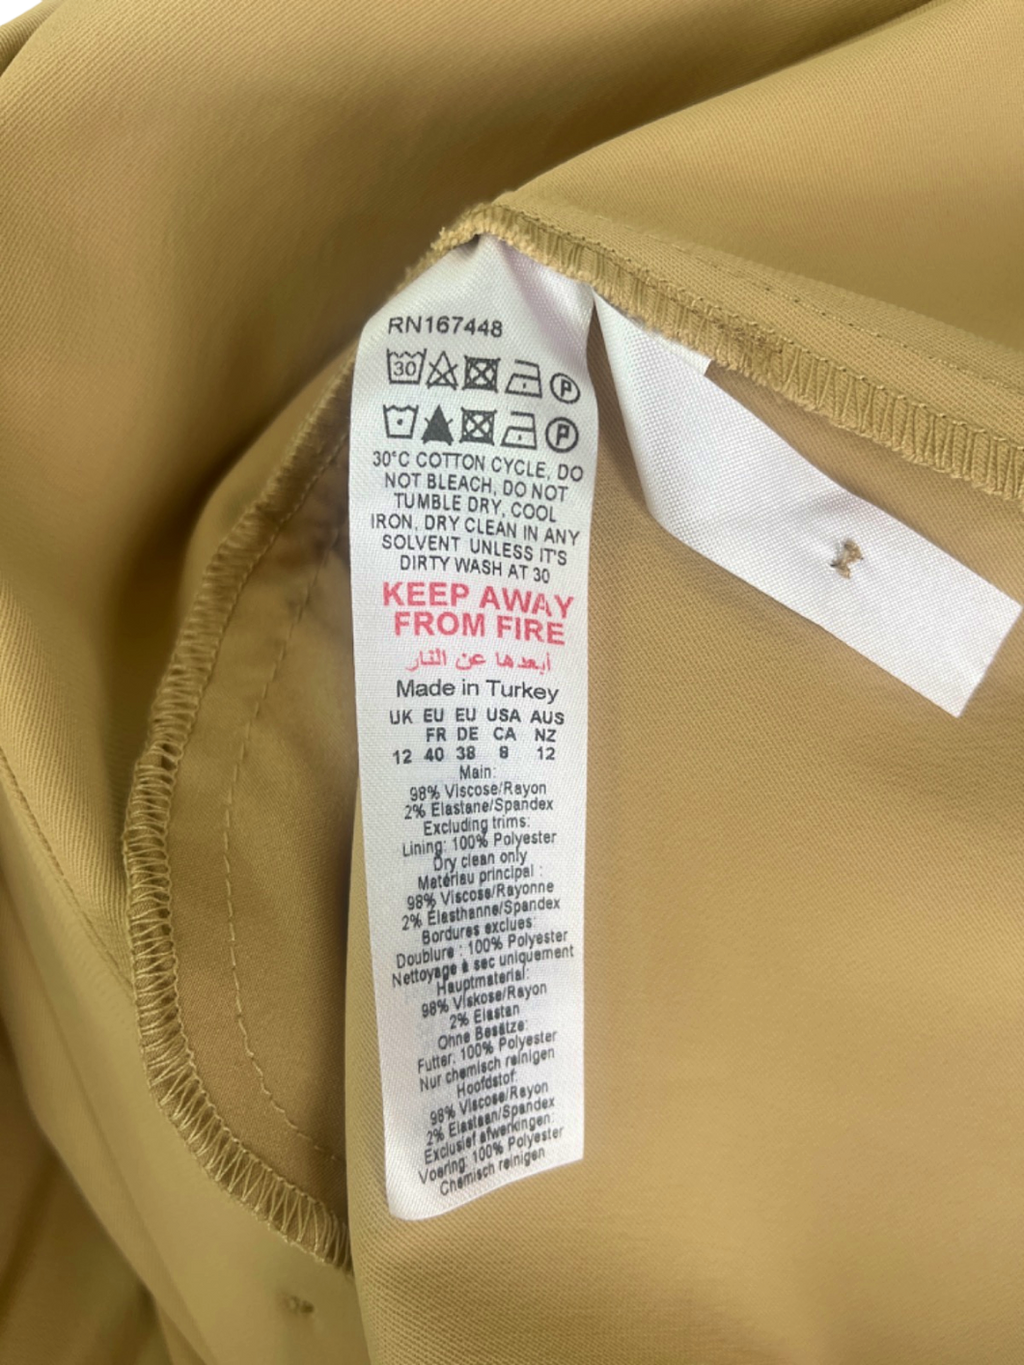 RN167448
30
P
P
30°C COTTON CYCLE, DO
NOT BLEACH, DO NOT
TUMBLE DRY, COOL
IRON, DRY CLEAN IN ANY
SOLVENT UNLESS IT'S
DIRTY WASH AT 30
KEEP AWAY
FROM FIRE
أبعدها عن النار
Made in Turkey
UK EU EU USA AUS
FR DE CA NZ
12 40 38 8 12
Main:
98% Viscose/Rayon
2% Elastane/Spandex
Excluding trims:
Lining: 100% Polyester
Dry clean only
Matériau principal :
98% Viscose/Rayonne
2% Élasthanne/Spandex
Bordures exclues:
Doublure : 100% Polyester
Nettoyage à sec uniquement
Hauptmaterial:
98% Viskose/Rayon
2% Elastan
Ohne Besätze:
Futter: 100% Polyester
Nur chemisch reinigen
Hoofdstof:
98% Viscose/Rayon
2% Elastaan/Spandex
Exclusief afwerkingen:
Voering: 100% Polyester
Chemisch reinigen